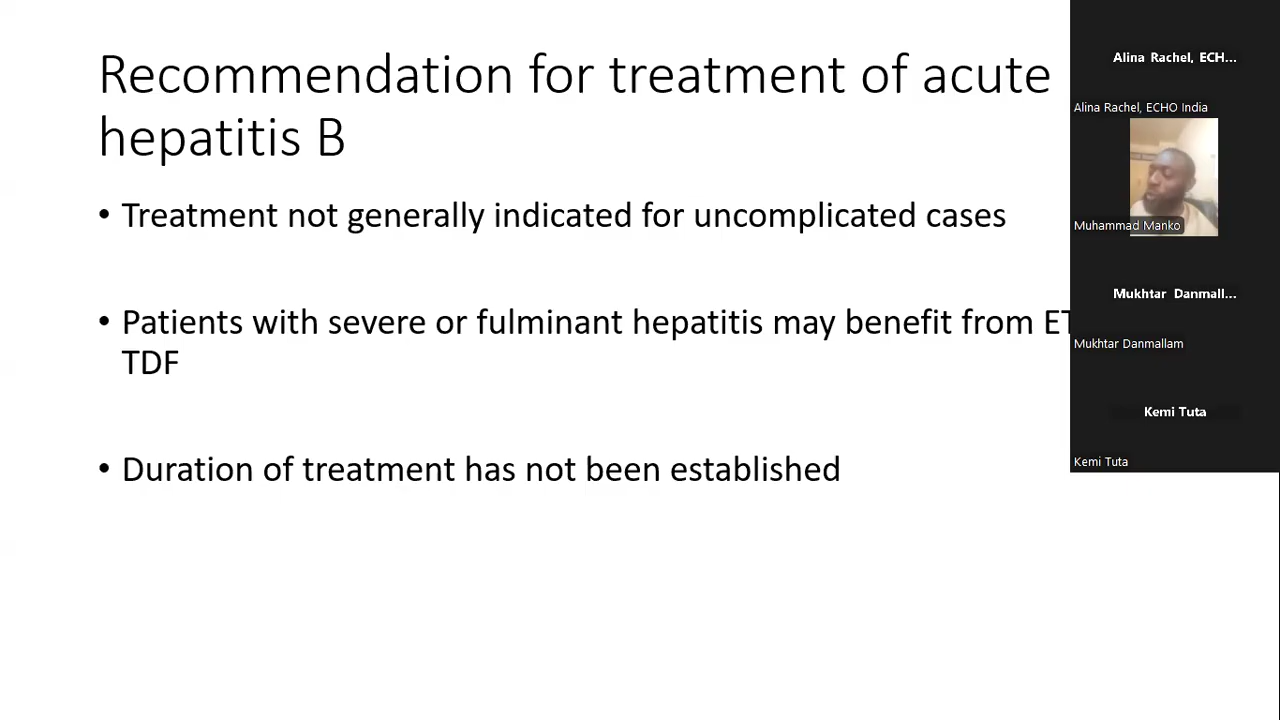 Recommendation for treatment of acute
hepatitis B
• Treatment not generally indicated for uncomplicated cases
• Patients with severe or fulminant hepatitis may benefit from
TDF
• Duration of treatment has not been established
Alina Rachel, ECH...
Alina Rachel, ECHO India
Muhammad Manko
Mukhtar Danmall...
Mukhtar Danmallam
Kemi Tuta
Kemi Tuta